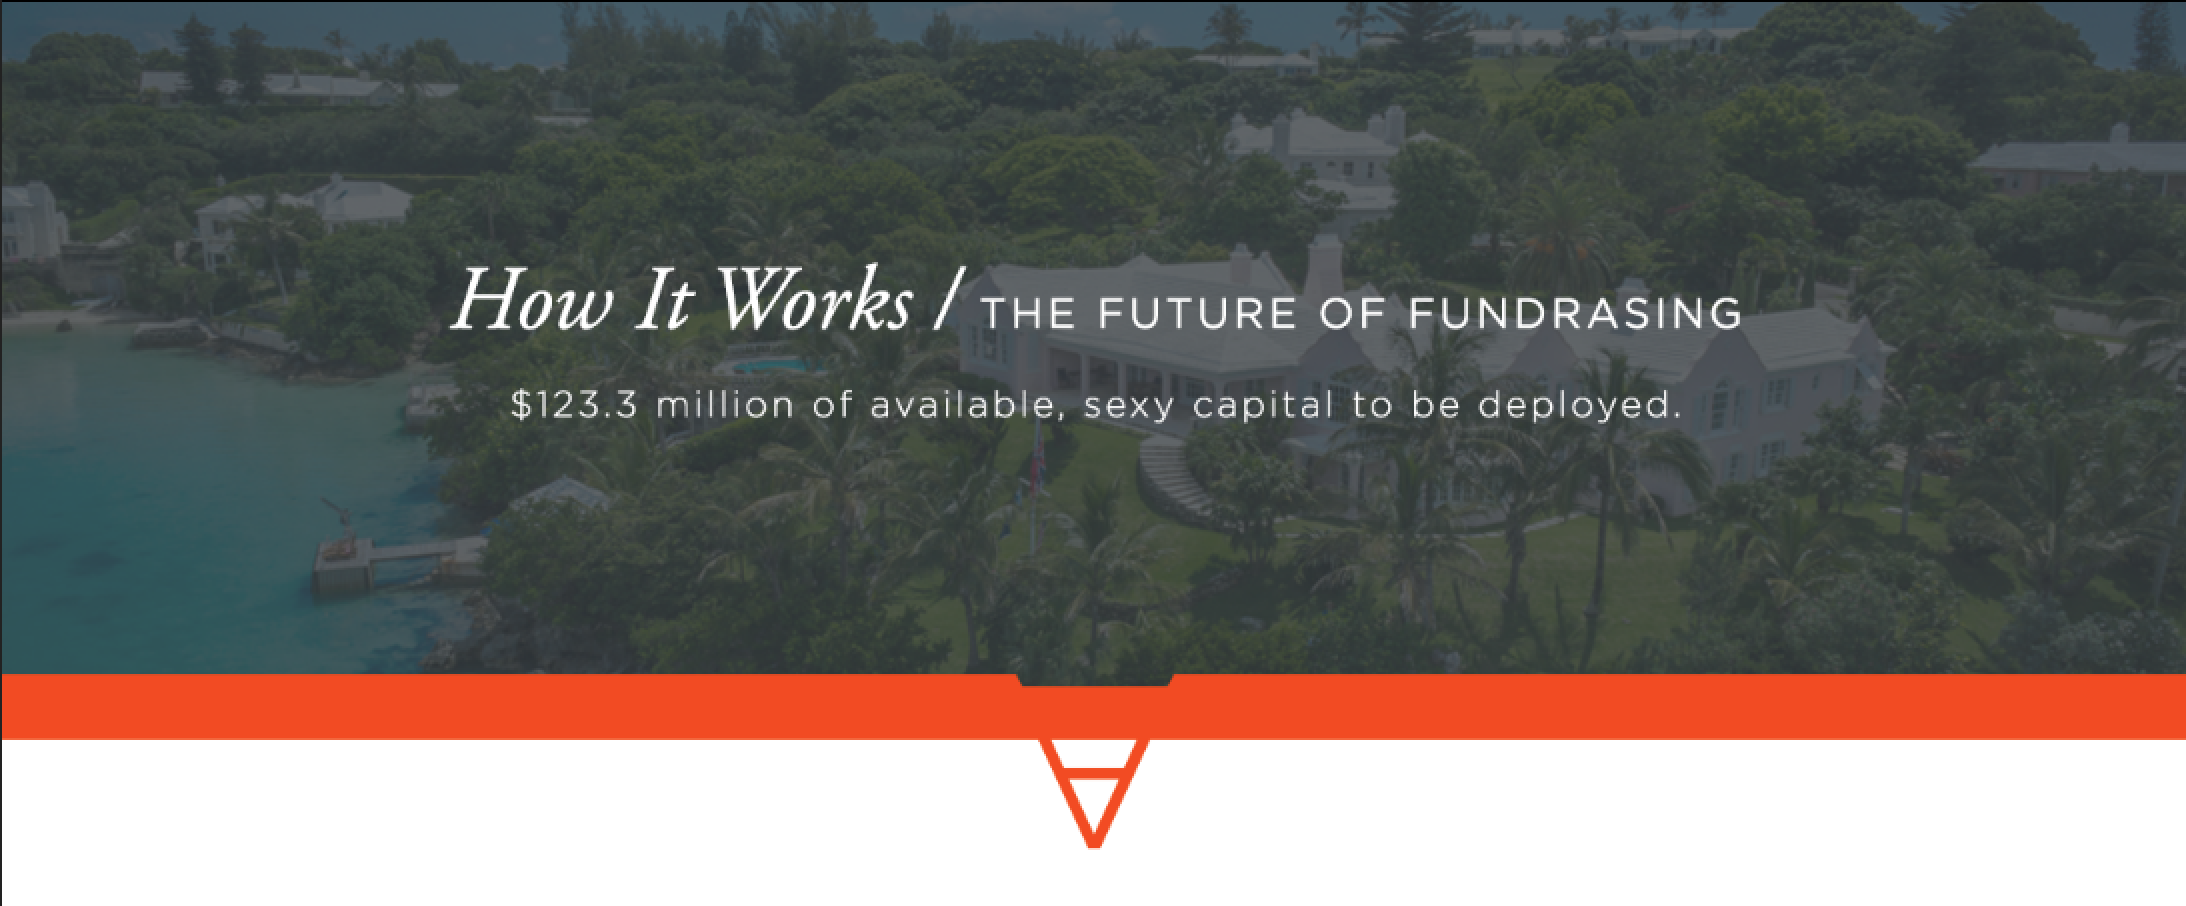 How It Works / THE FUTURE OF FUNDRASING
$123.3 million of available, sexy capital to be deployed.